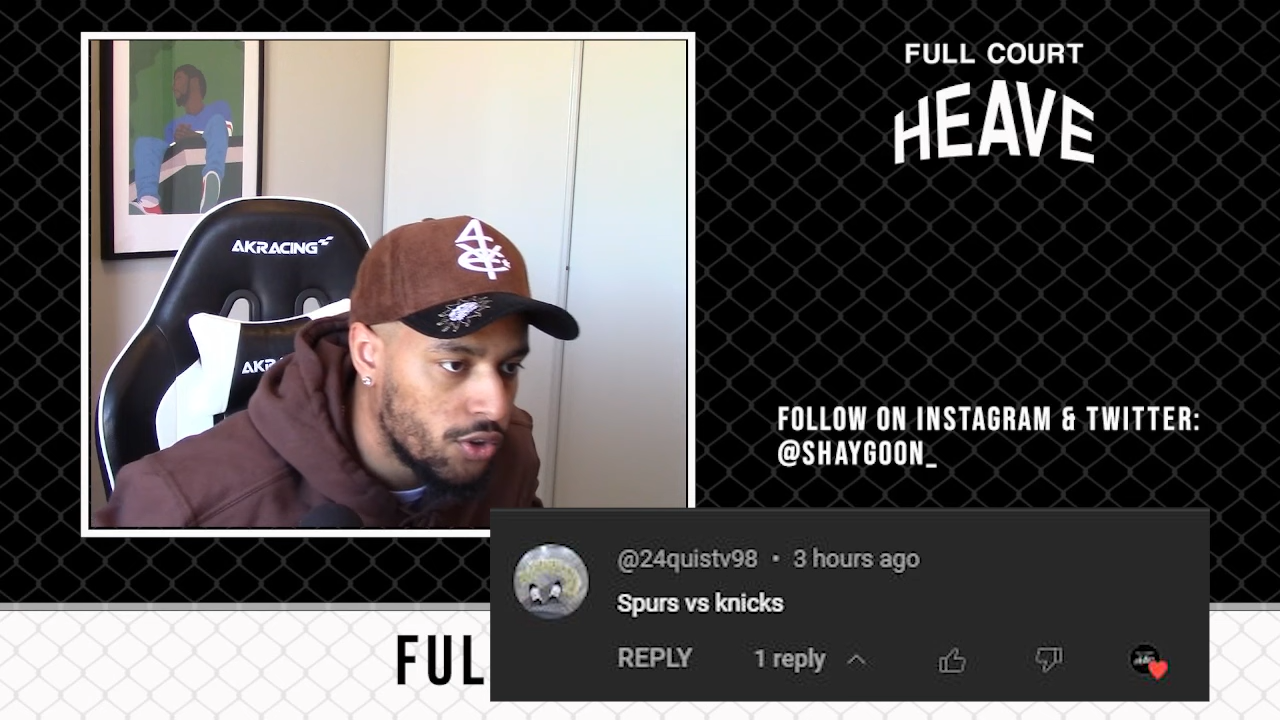 FULL COURT
HEAVE
AKRACING
FOLLOW ON INSTAGRAM & TWITTER:
@SHAYGOON_
@24quistv98 • 3 hours ago
Spurs vs knicks
REPLY 1 reply
FUL